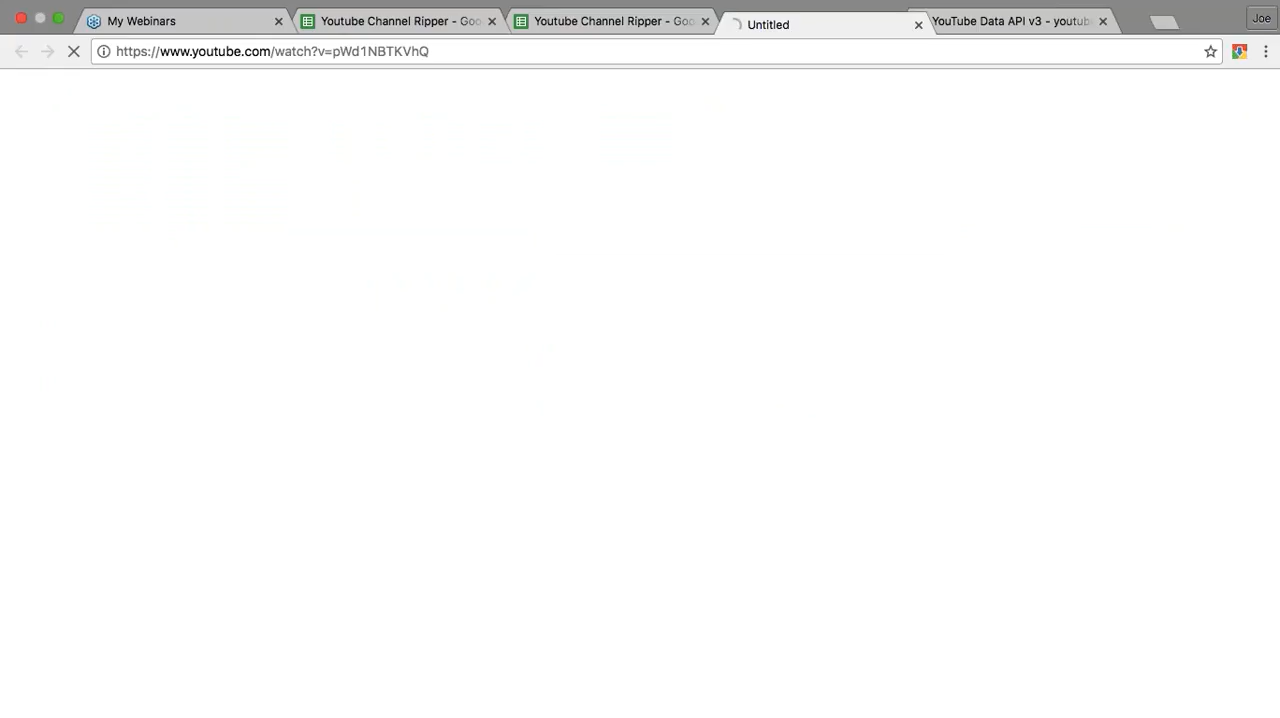 My Webinars
Youtube Channel Ripper - Goo
Youtube Channel Ripper - Goo
Untitled
YouTube Data API v3 - youtub
Joe
https://www.youtube.com/watch?v=pWd1NBTKVhQ